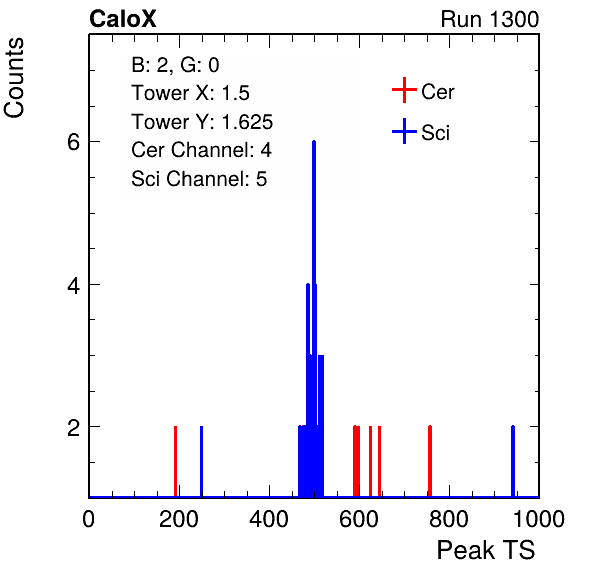 CaloX Run 1300
Counts
B: 2, G: 0
Tower X: 1.5
Tower Y: 1.625
Cer Channel: 4
Sci Channel: 5
Cer
Sci
6
4
2
0 200 400 600 800 1000
Peak TS